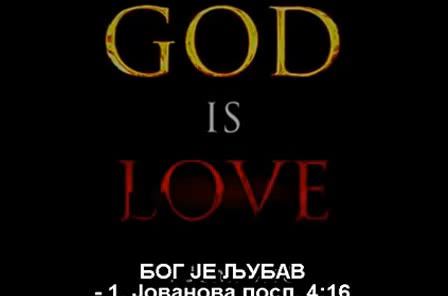 GOD
IS
LOVE
БОГ ЈЕ ЉУБАВ
- 1. Јованова посл. 4:16